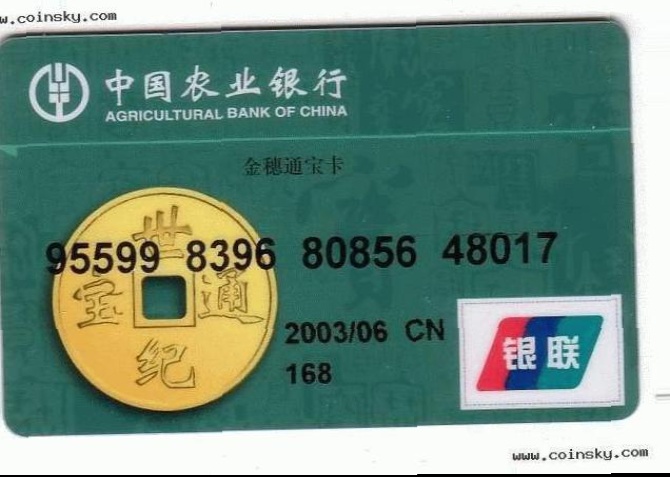 www.coinsky.com
中国农业银行
AGRICULTURAL BANK OF CHINA
金穗通宝卡
世
95599 8396 80856 48017
宝 通
2003/06 CN
纪
168
银联
www.coinsky.com